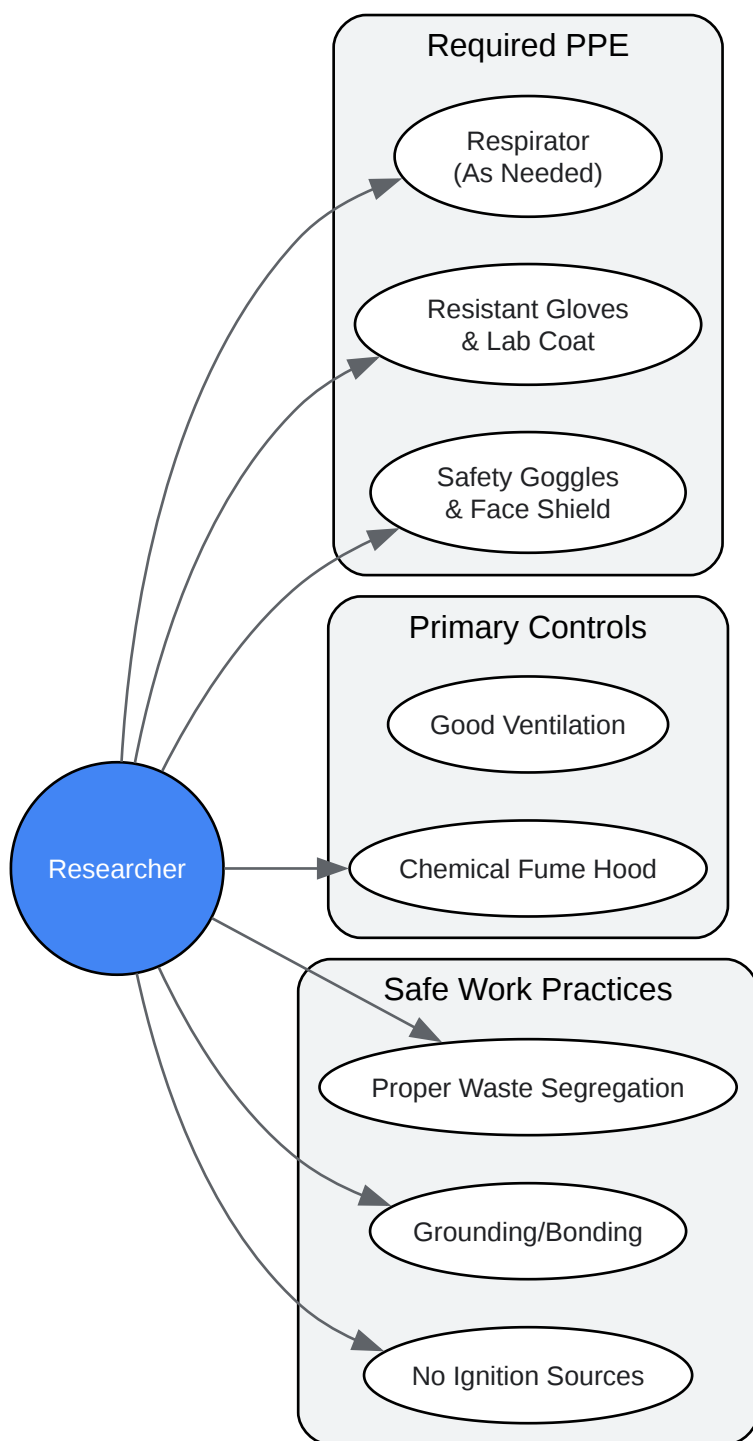 Required PPE
Respirator
(As Needed)
Resistant Gloves
& Lab Coat
Safety Goggles
& Face Shield
Primary Controls
Good Ventilation
Researcher
Chemical Fume Hood
Safe Work Practices
Proper Waste Segregation
Grounding/Bonding
No Ignition Sources